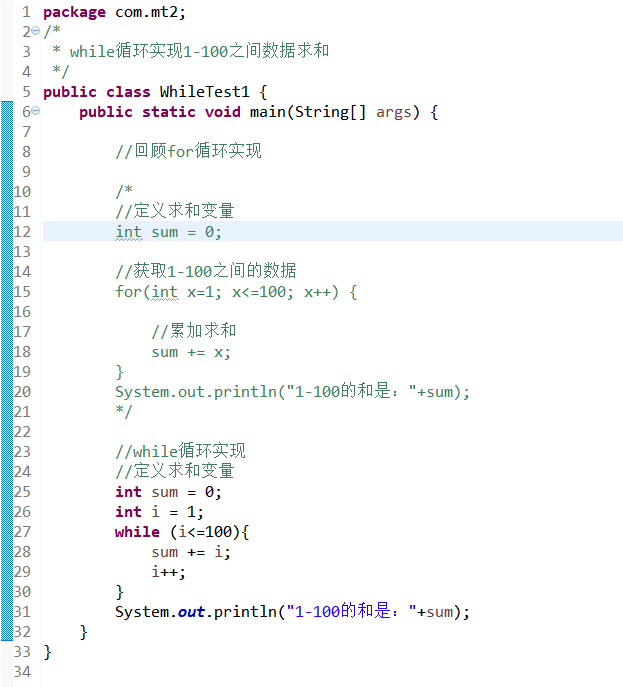 1 package com.mt2;
2 /*
3  * while循环实现1-100之间数据求和
4  */
5 public class WhileTest1 {
6     public static void main(String[] args) {
7
8         //回顾for循环实现
9
10         /*
11         //定义求和变量
12         int sum = 0;
13
14         //获取1-100之间的数据
15         for(int x=1; x<=100; x++) {
16
17             //累加求和
18             sum += x;
19         }
20         System.out.println("1-100的和是："+sum);
21         */
22
23         //while循环实现
24         //定义求和变量
25         int sum = 0;
26         int i = 1;
27         while (i<=100){
28             sum += i;
29             i++;
30         }
31         System.out.println("1-100的和是："+sum);
32     }
33 }
34